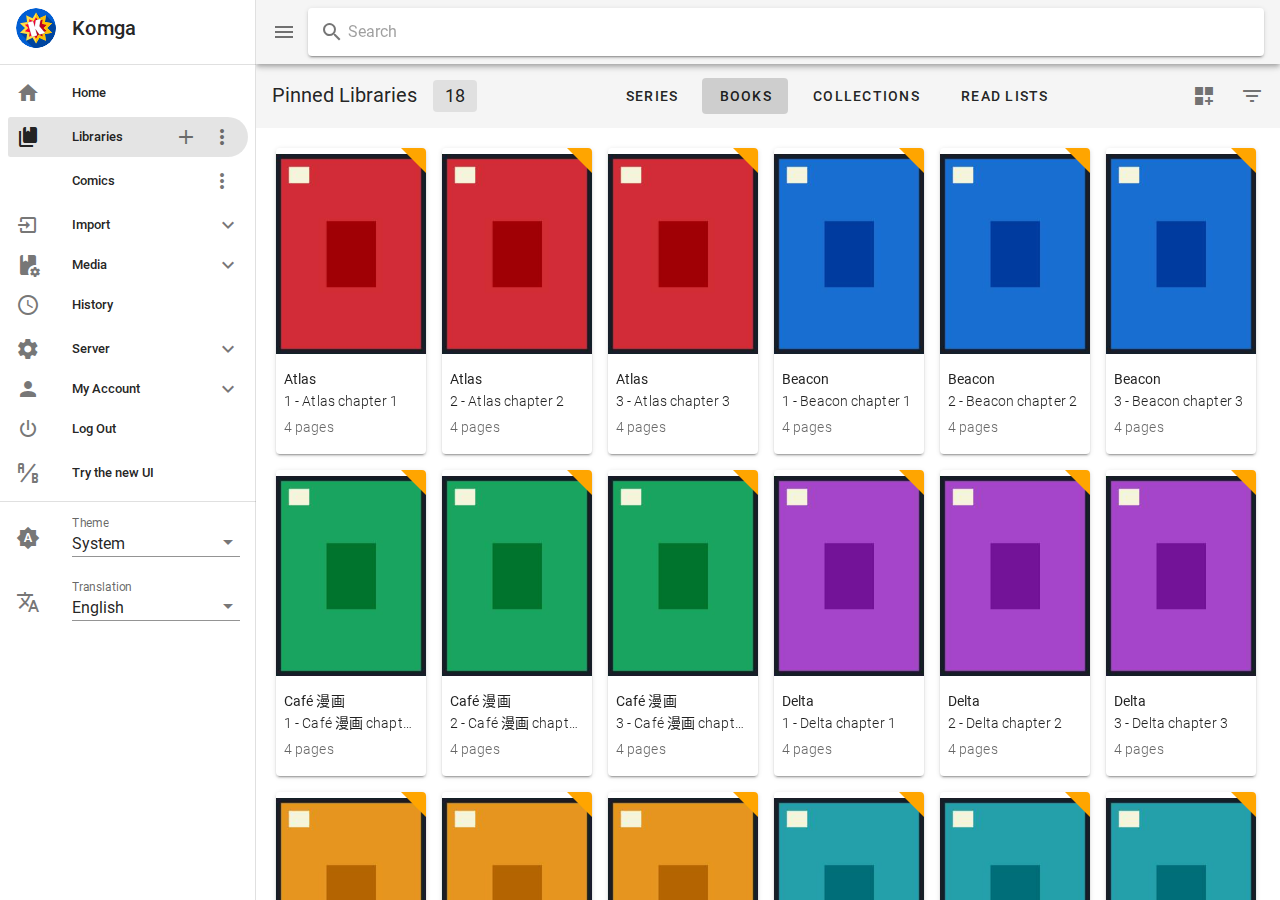 Komga
Search
Home
Libraries
Comics
Import
Media
History
Server
My Account
Log Out
Try the new UI
Theme
System
Translation
English
Pinned Libraries 18 SERIES BOOKS COLLECTIONS READ LISTS
Atlas
1 - Atlas chapter 1
4 pages
Atlas
2 - Atlas chapter 2
4 pages
Atlas
3 - Atlas chapter 3
4 pages
Beacon
1 - Beacon chapter 1
4 pages
Beacon
2 - Beacon chapter 2
4 pages
Beacon
3 - Beacon chapter 3
4 pages
Café 漫画
1 - Café 漫画 chapt…
4 pages
Café 漫画
2 - Café 漫画 chapt…
4 pages
Café 漫画
3 - Café 漫画 chapt…
4 pages
Delta
1 - Delta chapter 1
4 pages
Delta
2 - Delta chapter 2
4 pages
Delta
3 - Delta chapter 3
4 pages